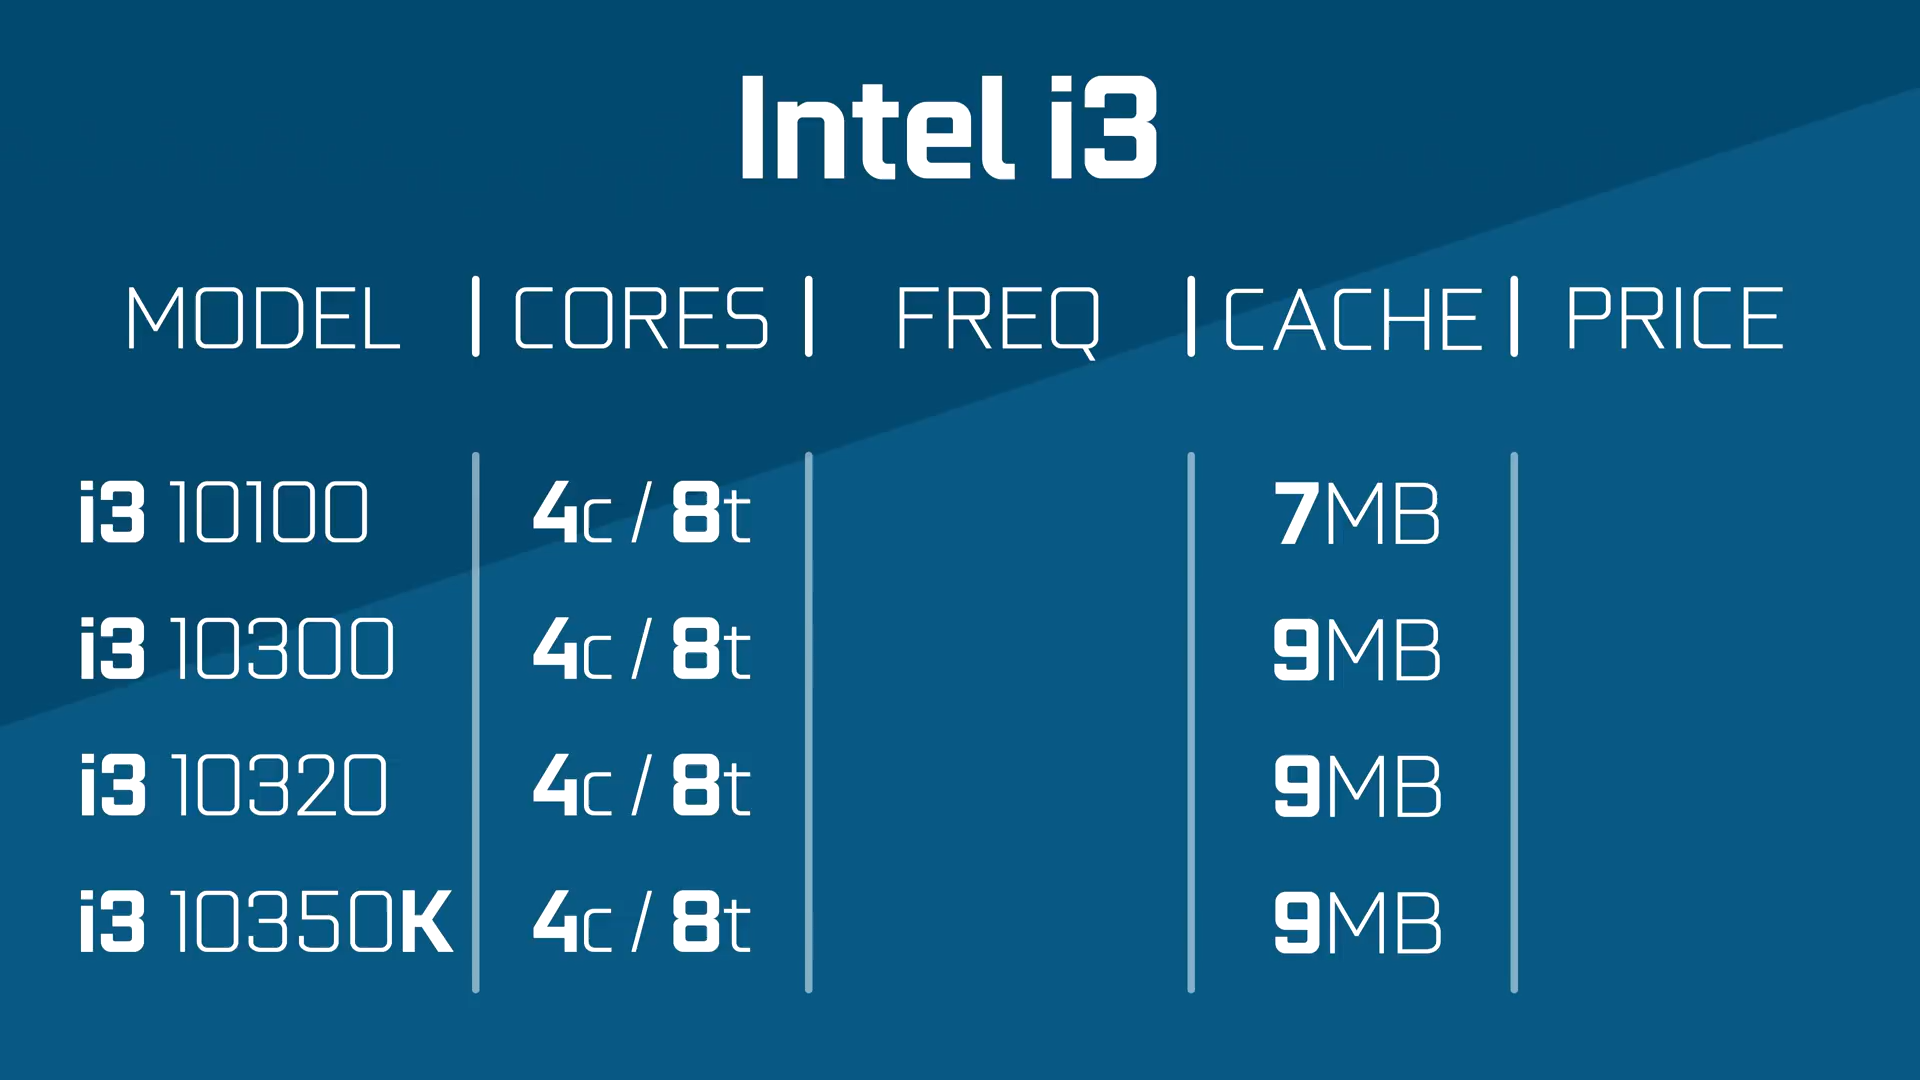 Intel i3
MODEL CORES FREQ CACHE PRICE
i3 10100 4c / 8t 7MB
i3 10300 4c / 8t 9MB
i3 10320 4c / 8t 9MB
i3 10350K 4c / 8t 9MB